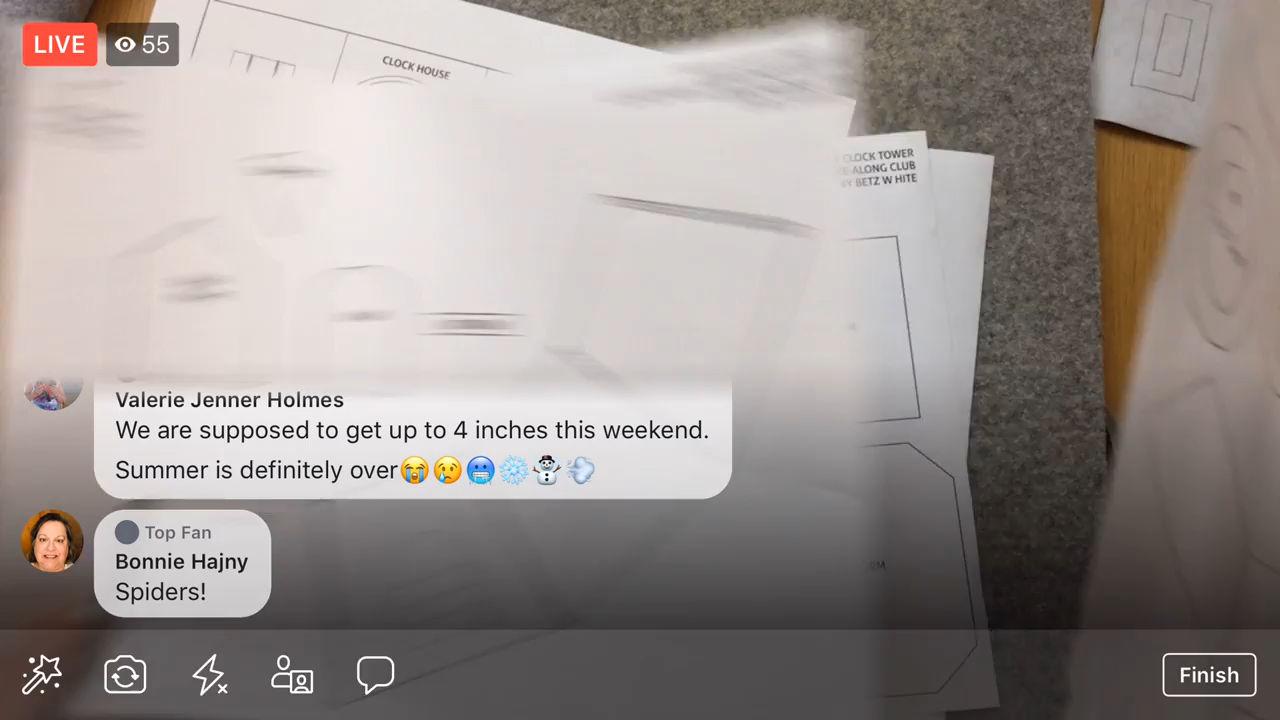 LIVE
55
CLOCK HOUSE
CLOCK TOWER
-ALONG CLUB
BY BETZ WHITE
Valerie Jenner Holmes
We are supposed to get up to 4 inches this weekend.
Summer is definitely over😭😢🥶❄️☃️💨
Top Fan
Bonnie Hajny
Spiders!
Finish